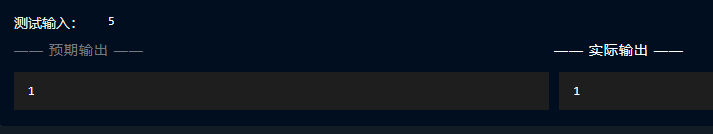 测试输入： 5
—— 预期输出 —— —— 实际输出 ——
1 1